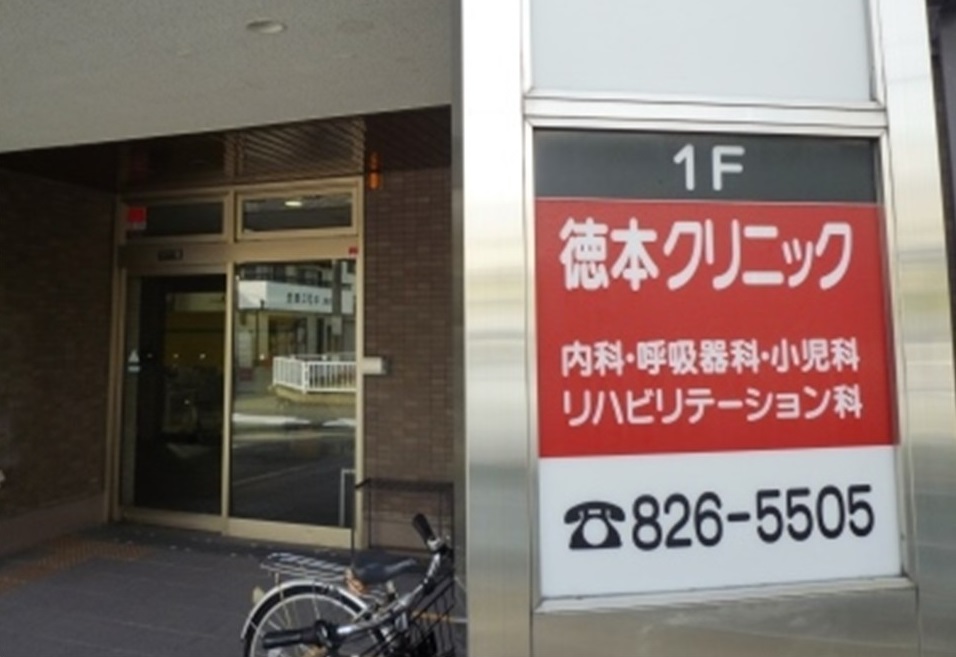 1F
徳本クリニック
内科・呼吸器科・小児科
リハビリテーション科
☎826-5505